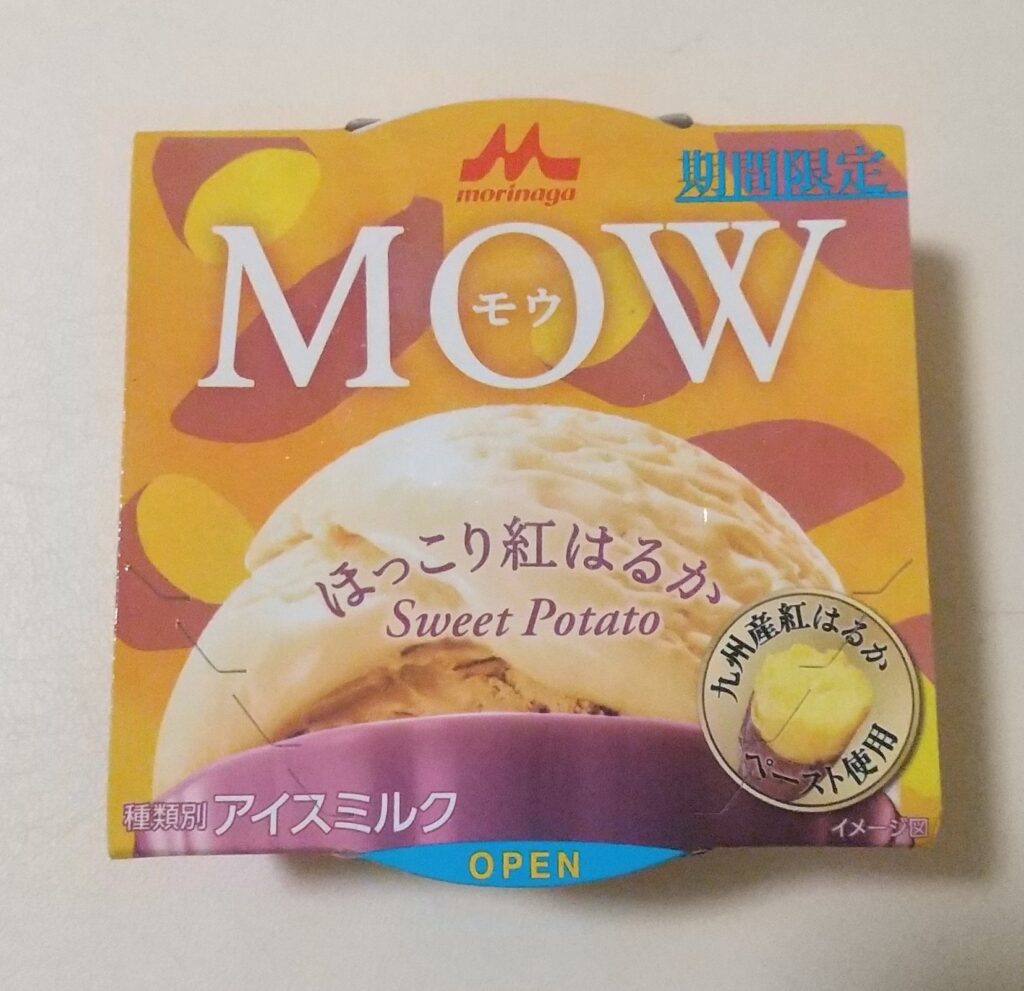 morinaga
期間限定
MOW
モウ
ほっこり紅はるか
Sweet Potato
九州産紅はるか
ペースト使用
種類別 アイスミルク
イメージ図
OPEN